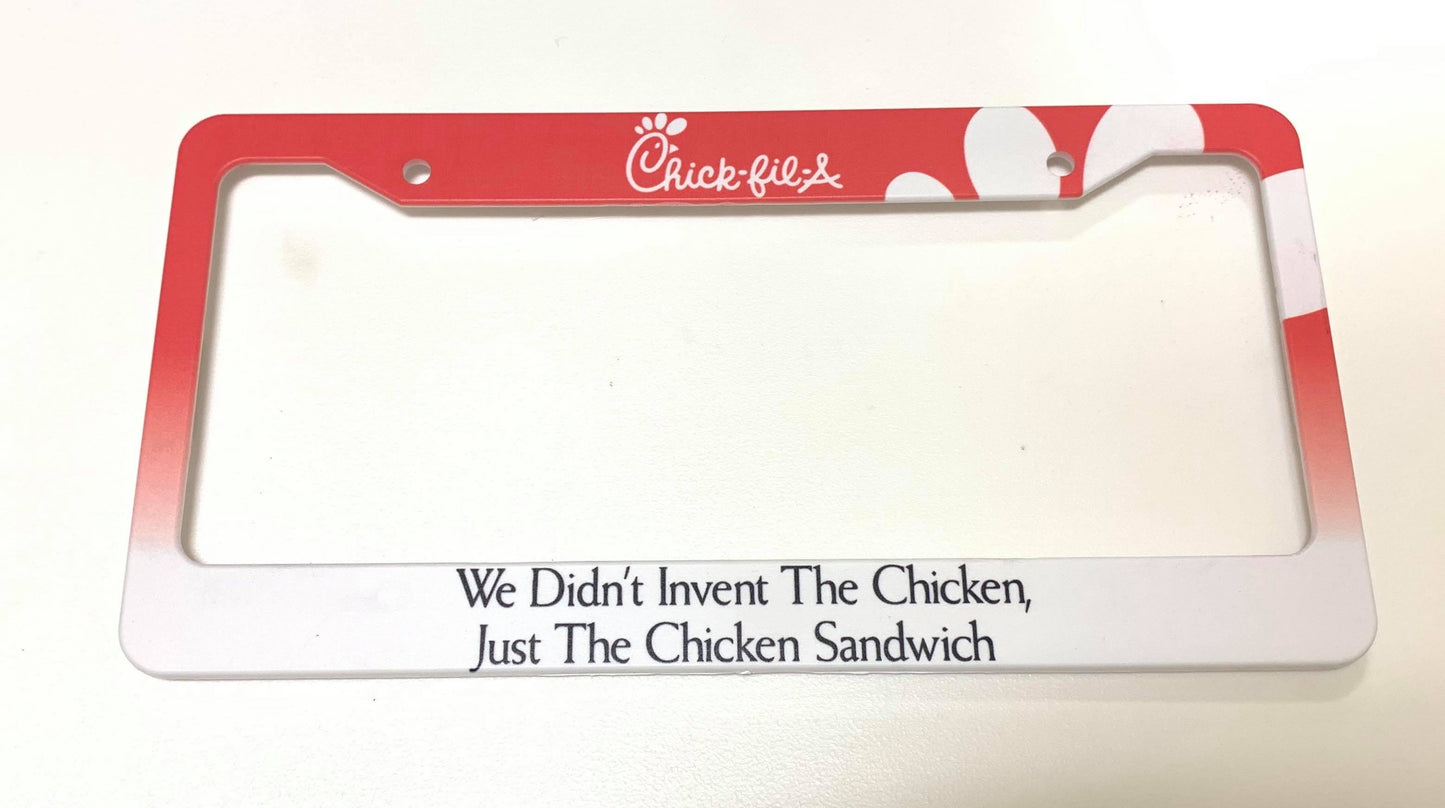 Chick-fil-A
We Didn't Invent The Chicken,
Just The Chicken Sandwich